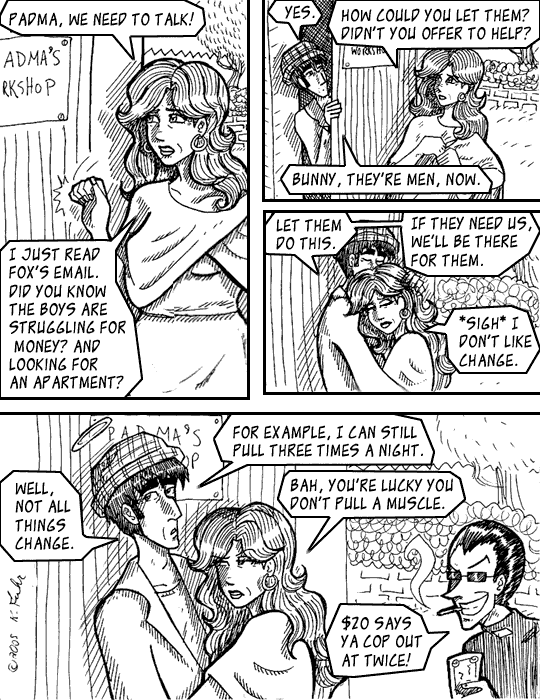 PADMA, WE NEED TO TALK!
ADMA'S
RKSHOP
I JUST READ
FOX'S EMAIL.
DID YOU KNOW
THE BOYS ARE
STRUGGLING FOR
MONEY? AND
LOOKING FOR
AN APARTMENT?
YES.
HOW COULD YOU LET THEM?
DIDN'T YOU OFFER TO HELP?
WORKSHOP
BUNNY, THEY'RE MEN, NOW.
LET THEM
DO THIS.
IF THEY NEED US,
WE'LL BE THERE
FOR THEM.
*SIGH* I
DON'T LIKE
CHANGE.
PADMA'S
P
WELL,
NOT ALL
THINGS
CHANGE.
FOR EXAMPLE, I CAN STILL
PULL THREE TIMES A NIGHT.
BAH, YOU'RE LUCKY YOU
DON'T PULL A MUSCLE.
$20 SAYS
YA COP OUT
AT TWICE!
©2005